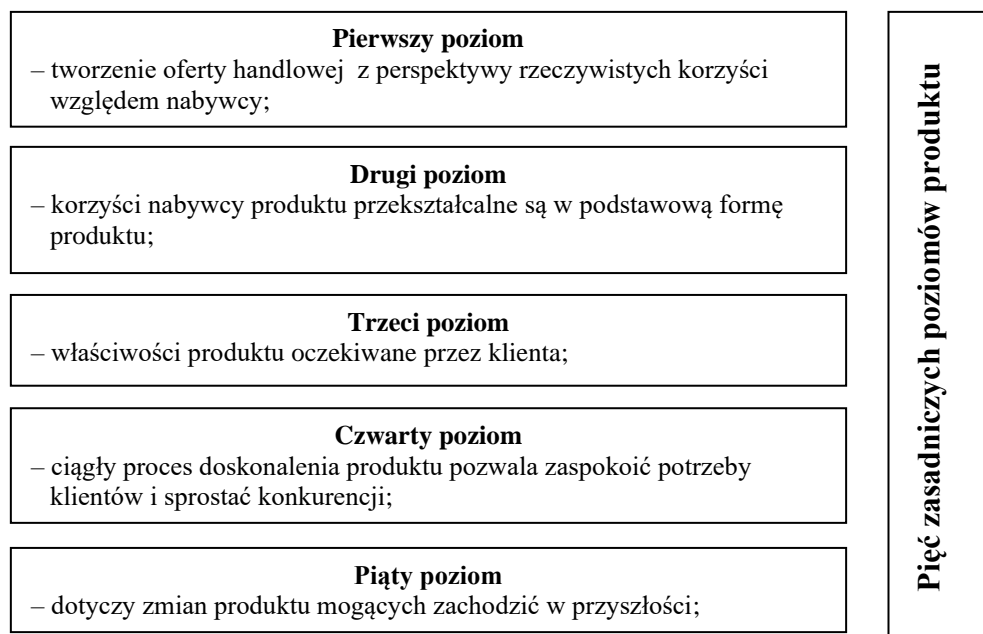 Pierwszy poziom
– tworzenie oferty handlowej z perspektywy rzeczywistych korzyści
względem nabywcy;
Drugi poziom
– korzyści nabywcy produktu przekształcalne są w podstawową formę
produktu;
Trzeci poziom
– właściwości produktu oczekiwane przez klienta;
Czwarty poziom
– ciągły proces doskonalenia produktu pozwala zaspokoić potrzeby
klientów i sprostać konkurencji;
Piąty poziom
– dotyczy zmian produktu mogących zachodzić w przyszłości;
Pięć zasadniczych poziomów produktu